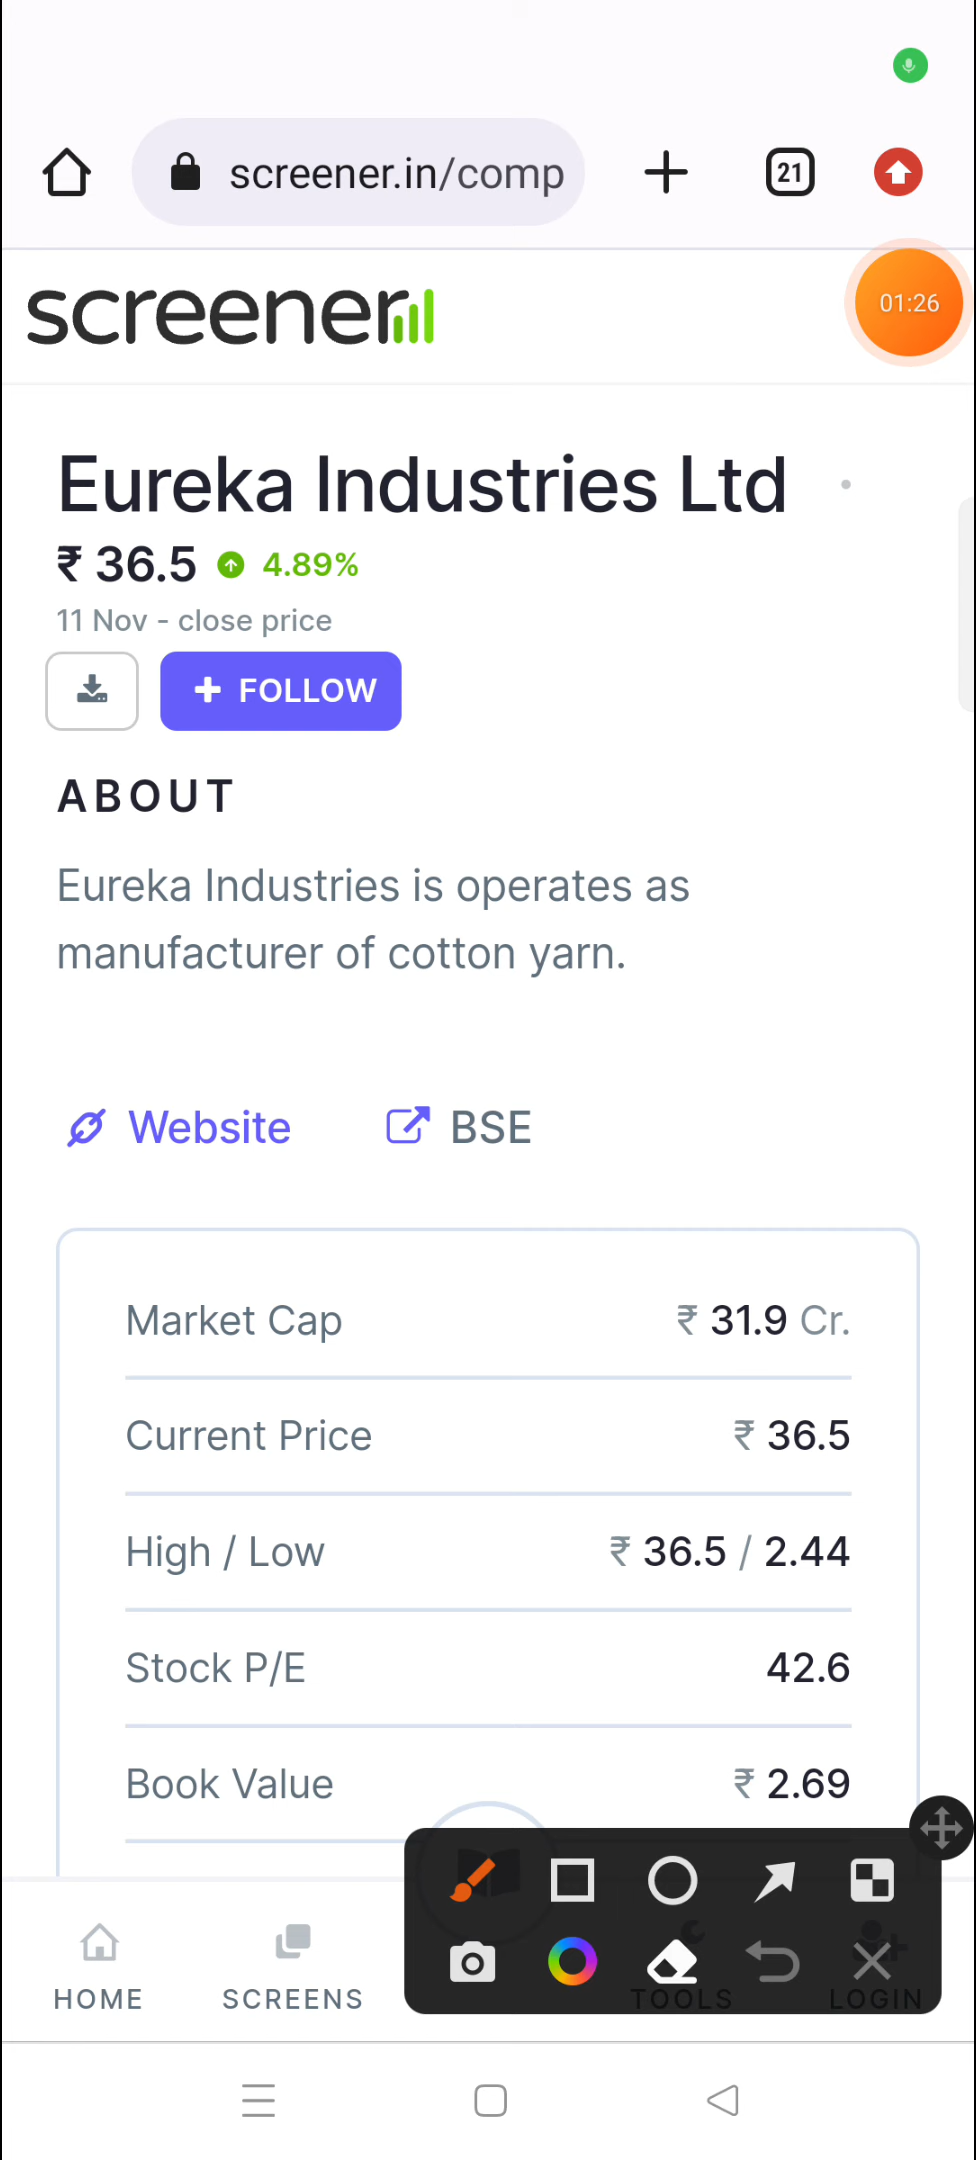 screener.in/comp
21
screener
01:26
Eureka Industries Ltd
₹ 36.5 4.89%
11 Nov - close price
+ FOLLOW
ABOUT
Eureka Industries is operates as
manufacturer of cotton yarn.
Website BSE
Market Cap ₹ 31.9 Cr.
Current Price ₹ 36.5
High / Low ₹ 36.5 / 2.44
Stock P/E 42.6
Book Value ₹ 2.69
HOME SCREENS TOOLS LOGIN